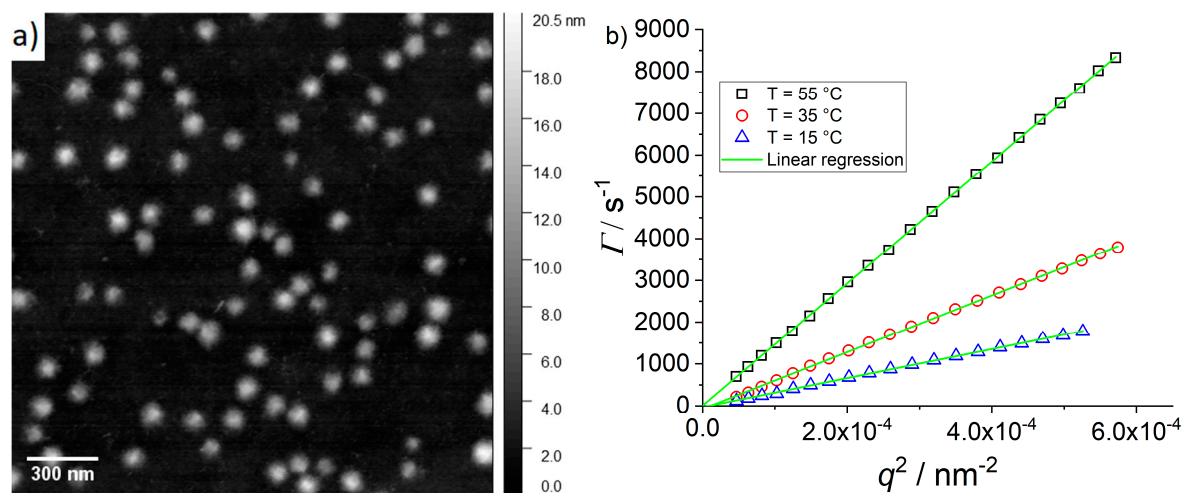 a)
20.5 nm
18.0
16.0
14.0
12.0
10.0
8.0
6.0
4.0
2.0
0.0
300 nm
b)
9000
8000
7000
6000
5000
4000
3000
2000
1000
0
Γ / s⁻¹
T = 55 °C
T = 35 °C
T = 15 °C
Linear regression
0.0 2.0x10⁻⁴ 4.0x10⁻⁴ 6.0x10⁻⁴
q² / nm⁻²